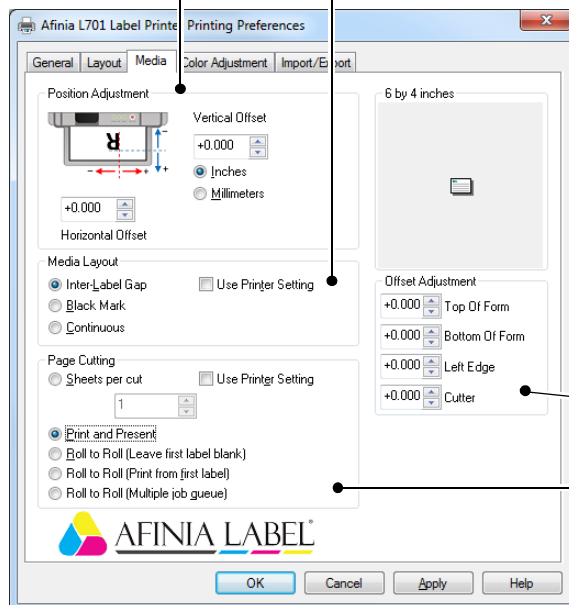 Afinia L701 Label Printer Printing Preferences
x
General Layout Media Color Adjustment Import/Export
Position Adjustment
R
Vertical Offset
+0.000
Inches
Millimeters
+0.000
Horizontal Offset
6 by 4 inches
Media Layout
Inter-Label Gap
Use Printer Setting
Black Mark
Continuous
Offset Adjustment
+0.000 Top Of Form
+0.000 Bottom Of Form
+0.000 Left Edge
+0.000 Cutter
Page Cutting
Sheets per cut
Use Printer Setting
1
Print and Present
Roll to Roll (Leave first label blank)
Roll to Roll (Print from first label)
Roll to Roll (Multiple job queue)
AFINIA LABEL
OK Cancel Apply Help